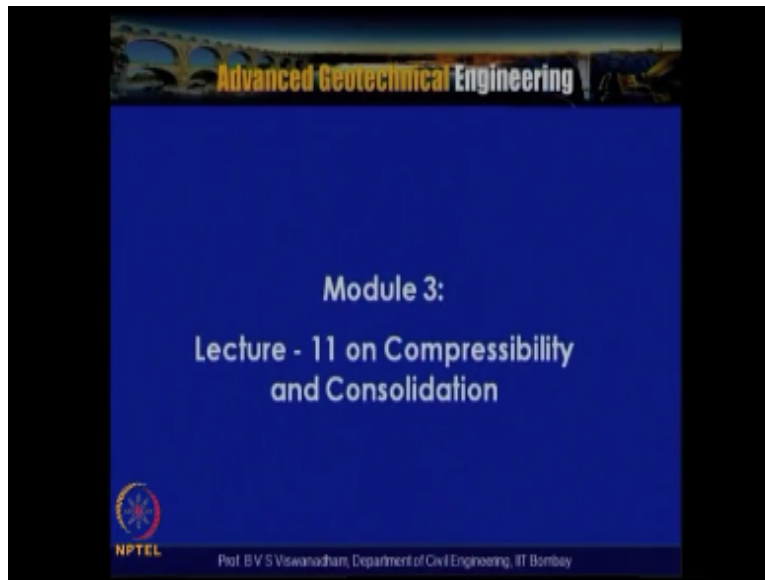 Advanced Geotechnical Engineering
Module 3:
Lecture - 11 on Compressibility
and Consolidation
NPTEL
Prof. B V S Viswanadham, Department of Civil Engineering, IIT Bombay